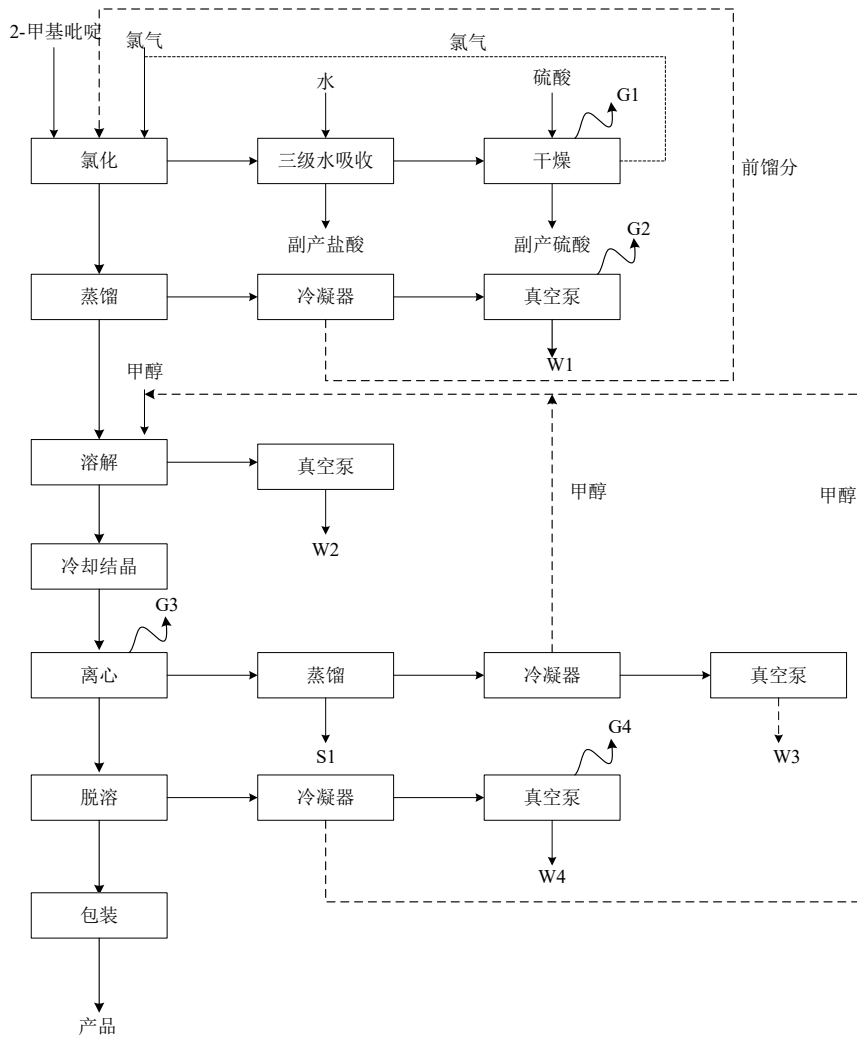 2-甲基吡啶
氯气
氯气
水
硫酸
G1
氯化
三级水吸收
干燥
前馏分
副产盐酸
副产硫酸
G2
蒸馏
冷凝器
真空泵
W1
甲醇
溶解
真空泵
甲醇
甲醇
W2
冷却结晶
G3
离心
蒸馏
冷凝器
真空泵
S1
G4
W3
脱溶
冷凝器
真空泵
W4
包装
产品